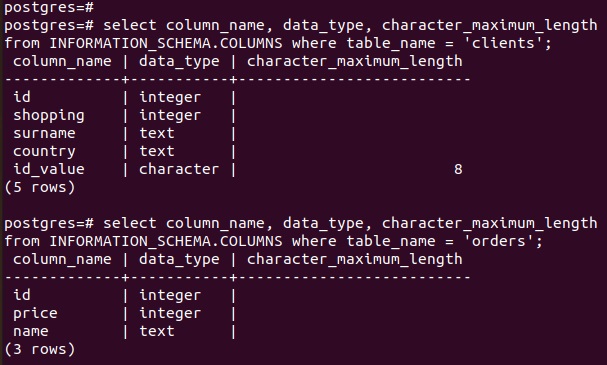 postgres=#
postgres=# select column_name, data_type, character_maximum_length
from INFORMATION_SCHEMA.COLUMNS where table_name = 'clients';
 column_name | data_type | character_maximum_length
-------------+-----------+--------------------------
 id          | integer   |
 shopping    | integer   |
 surname     | text      |
 country     | text      |
 id_value    | character |                        8
(5 rows)

postgres=# select column_name, data_type, character_maximum_length
from INFORMATION_SCHEMA.COLUMNS where table_name = 'orders';
 column_name | data_type | character_maximum_length
-------------+-----------+--------------------------
 id          | integer   |
 price       | integer   |
 name        | text      |
(3 rows)